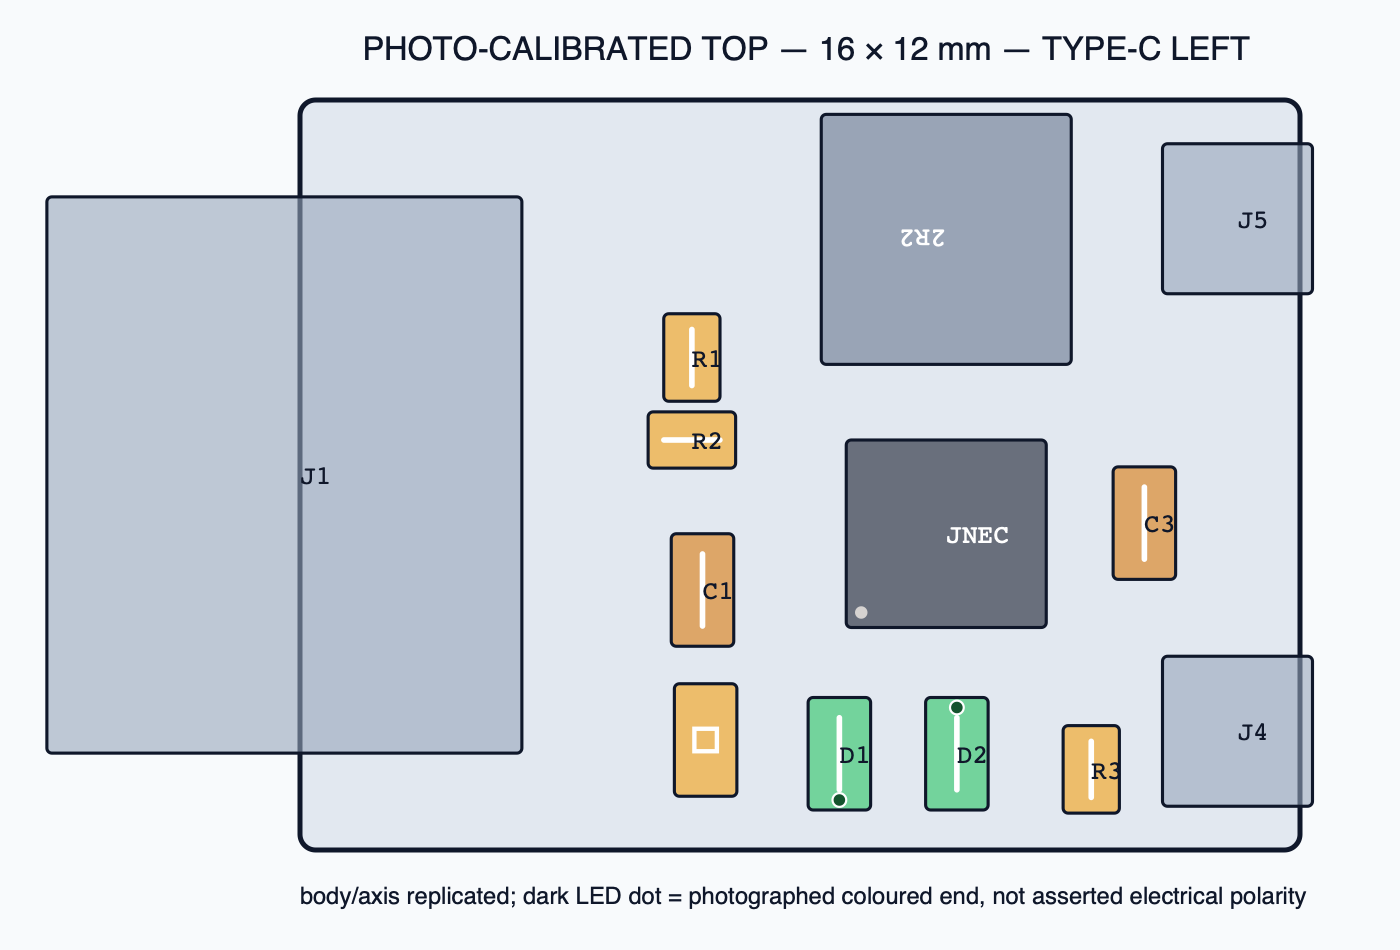 PHOTO-CALIBRATED TOP — 16 × 12 mm — TYPE-C LEFT
2R2
J5
R1
R2
J1
JNEC
C3
C1
J4
D1
D2
R3
body/axis replicated; dark LED dot = photographed coloured end, not asserted electrical polarity